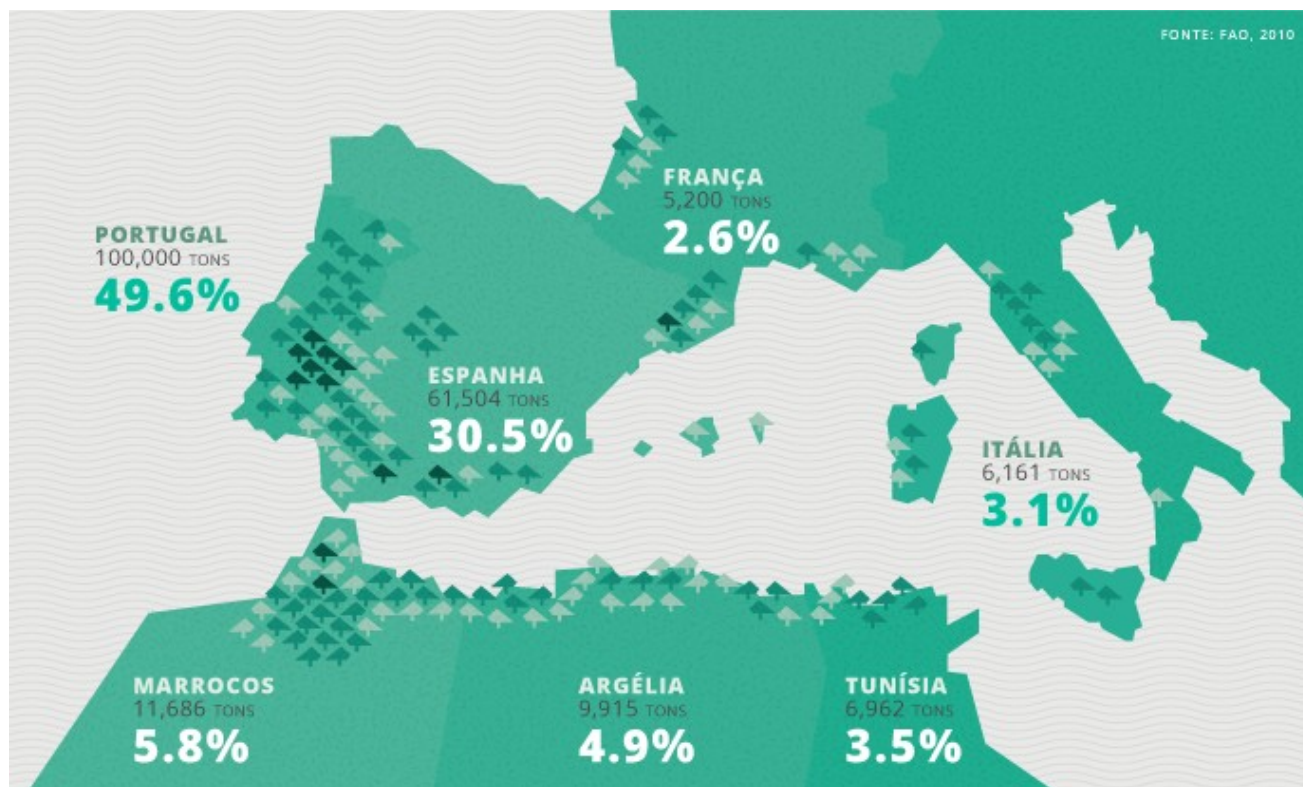 FONTE: FAO, 2010
FRANÇA
5,200 TONS
2.6%
PORTUGAL
100,000 TONS
49.6%
ESPANHA
61,504 TONS
30.5%
ITÁLIA
6,161 TONS
3.1%
MARROCOS
11,686 TONS
5.8%
ARGÉLIA
9,915 TONS
4.9%
TUNÍSIA
6,962 TONS
3.5%